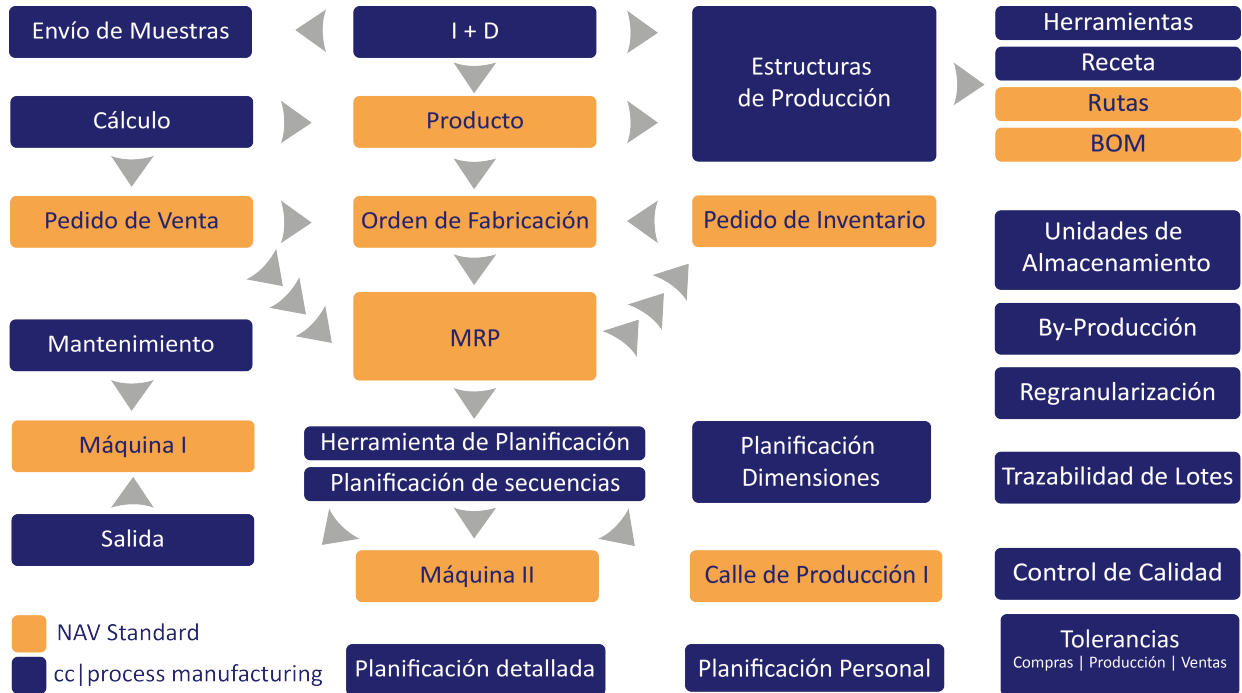 Envío de Muestras
I + D
Estructuras
de Producción
Herramientas
Receta
Rutas
BOM
Cálculo
Producto
Pedido de Venta
Orden de Fabricación
Pedido de Inventario
Unidades de
Almacenamiento
MRP
By-Producción
Mantenimiento
Regranularización
Máquina I
Herramienta de Planificación
Planificación de secuencias
Planificación
Dimensiones
Trazabilidad de Lotes
Salida
Máquina II
Calle de Producción I
Control de Calidad
NAV Standard
cc|process manufacturing
Planificación detallada
Planificación Personal
Tolerancias
Compras | Producción | Ventas